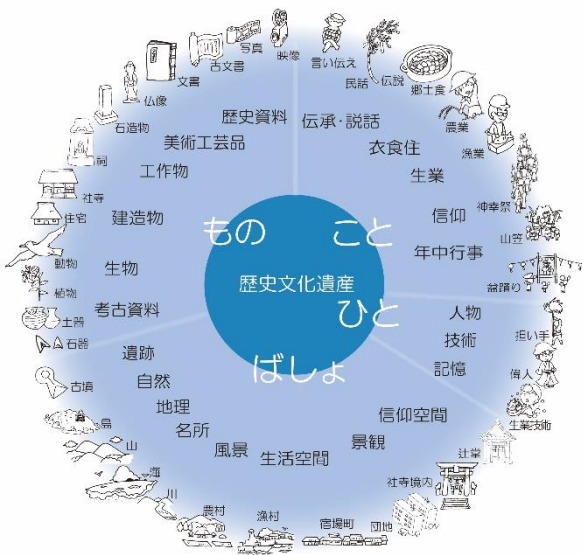 歴史文化遺産
もの
こと
ひと
ばしょ
歴史資料
美術工芸品
工作物
建造物
生物
考古資料
伝承・説話
衣食住
生業
信仰
年中行事
人物
技術
記憶
遺跡
自然
地理
名所
風景
生活空間
景観
信仰空間
映像
写真
古文書
文書
仏像
石造物
祠
社寺
住宅
動物
植物
土器
石器
言い伝え
民話
伝説
郷土食
農業
漁業
神幸祭
山笠
盆踊り
担い手
偉人
生業技術
古墳
島
山
海
川
農村
漁村
宿場町
団地
社寺境内
辻堂